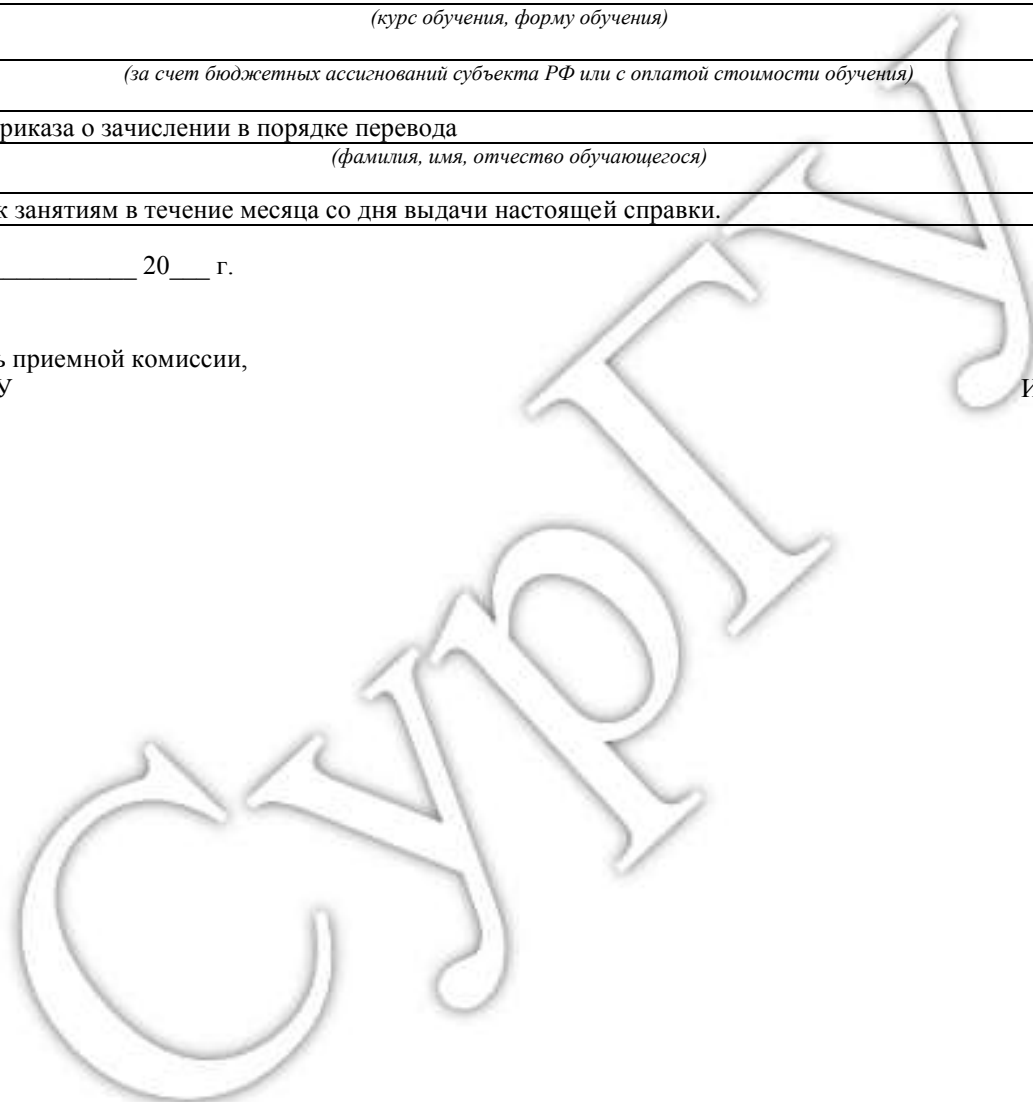 (курс обучения, форму обучения)
(за счет бюджетных ассигнований субъекта РФ или с оплатой стоимости обучения)
риказа о зачислении в порядке перевода
(фамилия, имя, отчество обучающегося)
к занятиям в течение месяца со дня выдачи настоящей справки.
___________ 20___ г.
ь приемной комиссии,
У
И
СурГУ